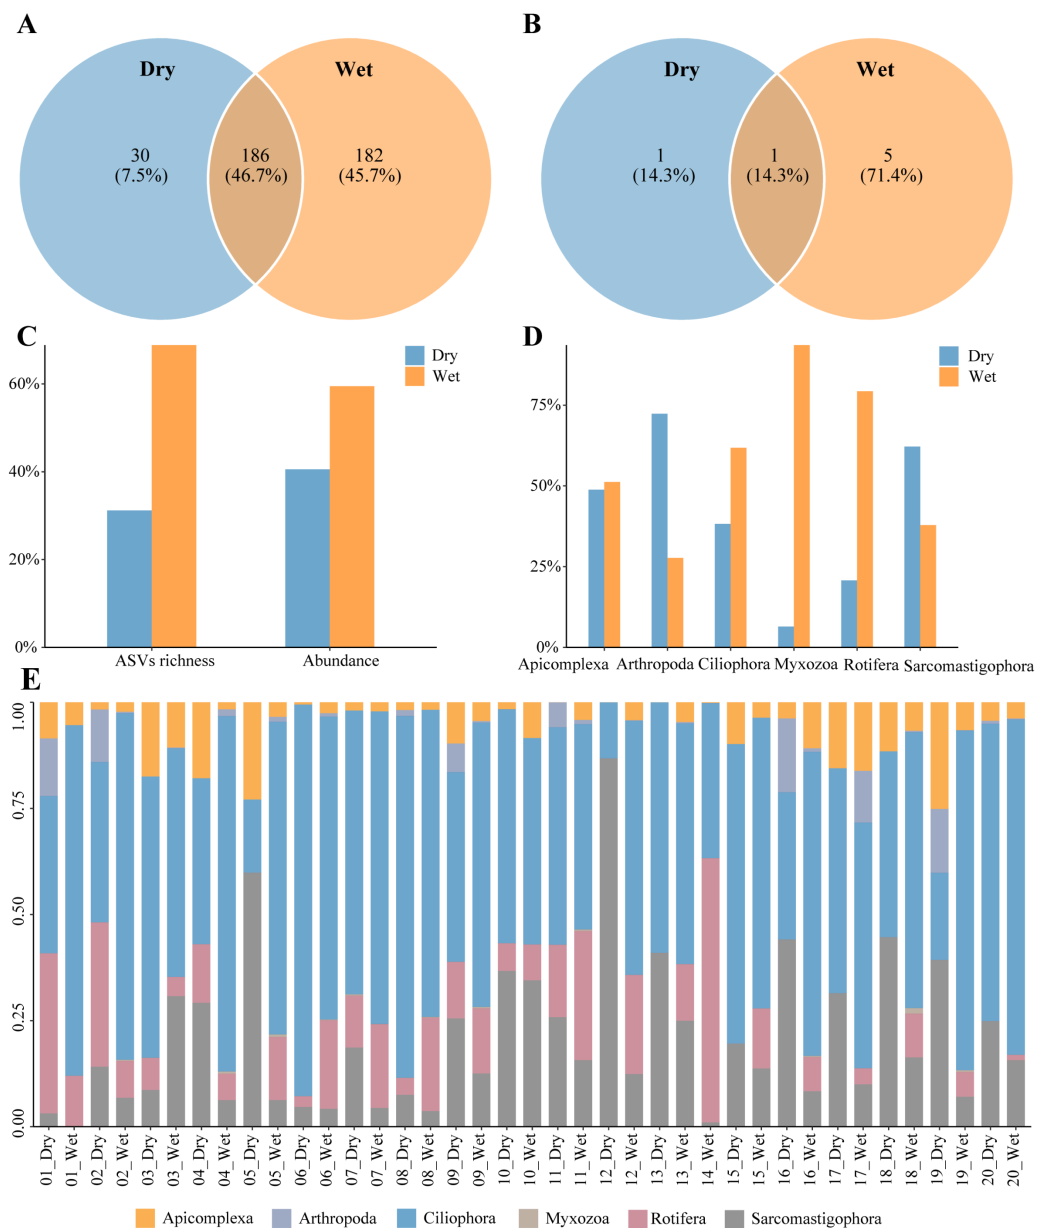 A
B
Dry
Wet
Dry
Wet
30
(7.5%)
186
(46.7%)
182
(45.7%)
1
(14.3%)
1
(14.3%)
5
(71.4%)
C
D
Dry
Wet
Dry
Wet
60%
40%
20%
0%
75%
50%
25%
0%
ASVs richness
Abundance
Apicomplexa
Arthropoda
Ciliophora
Myxozoa
Rotifera
Sarcomastigophora
E
1.00
0.75
0.50
0.25
0.00
01_Dry
01_Wet
02_Dry
02_Wet
03_Dry
03_Wet
04_Dry
04_Wet
05_Dry
05_Wet
06_Dry
06_Wet
07_Dry
07_Wet
08_Dry
08_Wet
09_Dry
09_Wet
10_Dry
10_Wet
11_Dry
11_Wet
12_Dry
12_Wet
13_Dry
13_Wet
14_Wet
15_Dry
15_Wet
16_Dry
16_Wet
17_Dry
17_Wet
18_Dry
18_Wet
19_Dry
19_Wet
20_Dry
20_Wet
Apicomplexa
Arthropoda
Ciliophora
Myxozoa
Rotifera
Sarcomastigophora